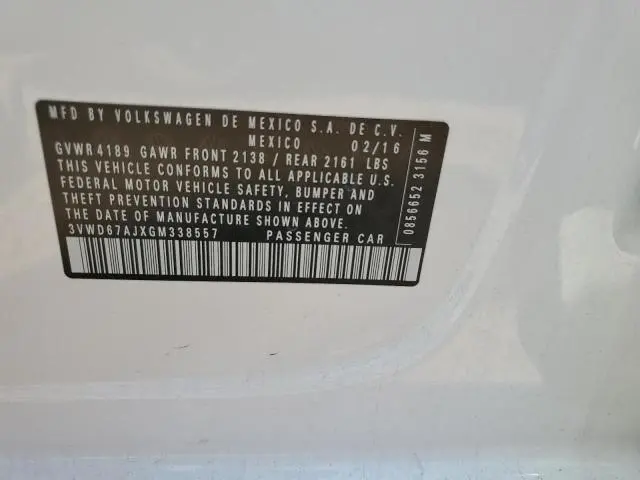 MFD BY VOLKSWAGEN DE MEXICO S.A. DE C.V.
MEXICO 02/16
GVWR 4189 GAWR FRONT 2138 / REAR 2161 LBS
THIS VEHICLE CONFORMS TO ALL APPLICABLE U.S.
FEDERAL MOTOR VEHICLE SAFETY, BUMPER AND
THEFT PREVENTION STANDARDS IN EFFECT ON
THE DATE OF MANUFACTURE SHOWN ABOVE.
3VWD67AJXGM338557 PASSENGER CAR
0856652 3156 M